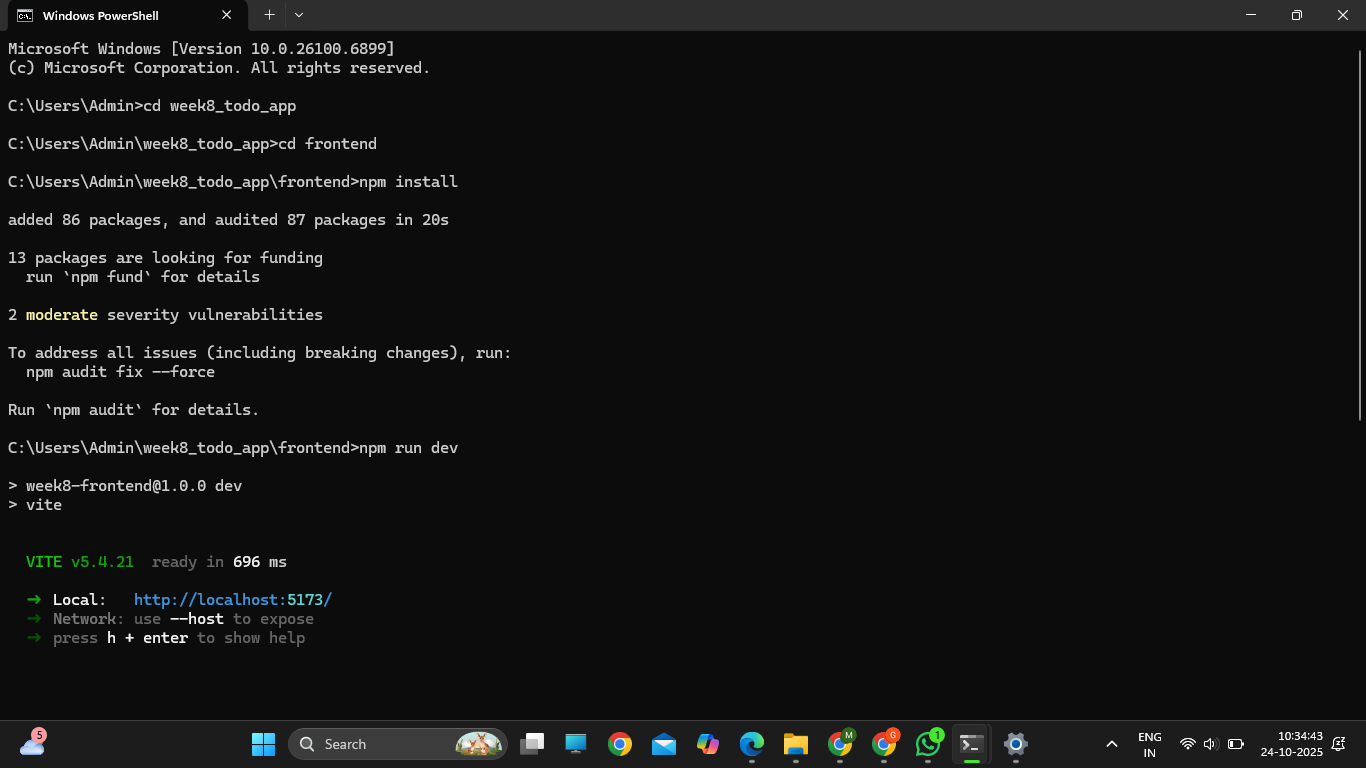 Windows PowerShell
Microsoft Windows [Version 10.0.26100.6899]
(c) Microsoft Corporation. All rights reserved.
C:\Users\Admin>cd week8_todo_app
C:\Users\Admin\week8_todo_app>cd frontend
C:\Users\Admin\week8_todo_app\frontend>npm install
added 86 packages, and audited 87 packages in 20s
13 packages are looking for funding
  run `npm fund` for details
2 moderate severity vulnerabilities
To address all issues (including breaking changes), run:
  npm audit fix --force
Run `npm audit` for details.
C:\Users\Admin\week8_todo_app\frontend>npm run dev
> week8-frontend@1.0.0 dev
> vite
  VITE v5.4.21  ready in 696 ms
  ➜  Local:   http://localhost:5173/
  ➜  Network: use --host to expose
  ➜  press h + enter to show help
5
Search
M
G
1
ENG
IN
10:34:43
24-10-2025